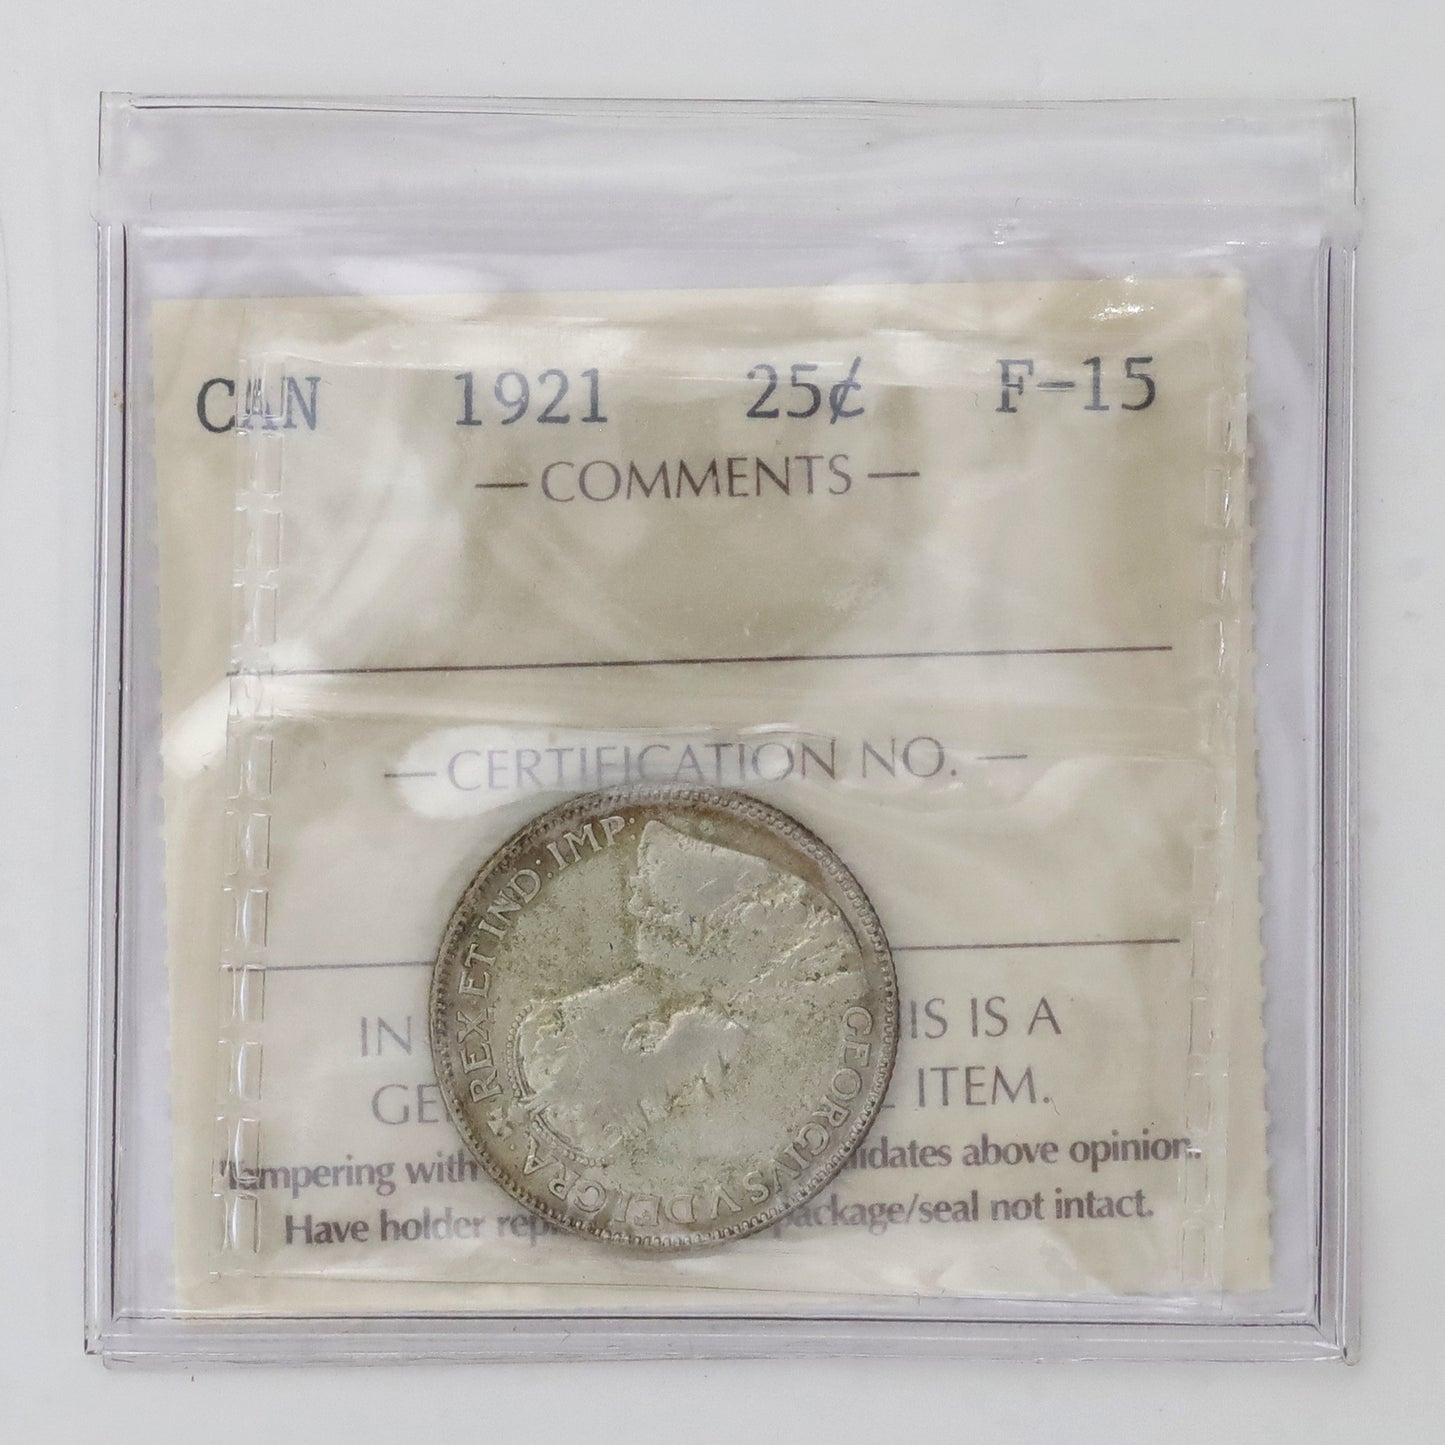 CAN 1921 25¢ F-15
— COMMENTS —
— CERTIFICATION NO. —
IN IS IS A
GE ITEM.
Tampering with idates above opinion.
Have holder rep package/seal not intact.
GEORGIVS V DEI GRA: REX ET IND: IMP: